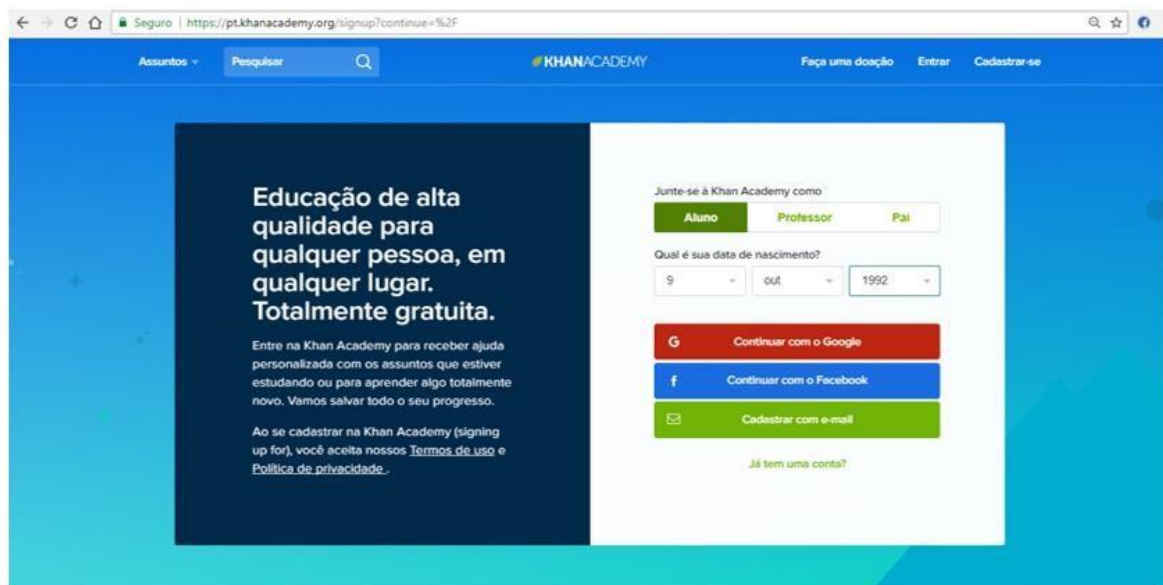 Seguro | https://pt.khanacademy.org/signup?continue=%2F
Assuntos Pesquisar KHANACADEMY Faça uma doação Entrar Cadastrar-se
Educação de alta
qualidade para
qualquer pessoa, em
qualquer lugar.
Totalmente gratuita.
Entre na Khan Academy para receber ajuda
personalizada com os assuntos que estiver
estudando ou para aprender algo totalmente
novo. Vamos salvar todo o seu progresso.
Ao se cadastrar na Khan Academy (signing
up for), você aceita nossos Termos de uso e
Política de privacidade .
Junte-se à Khan Academy como
Aluno Professor Pai
Qual é sua data de nascimento?
9 out 1992
G Continuar com o Google
f Continuar com o Facebook
Cadastrar com e-mail
Já tem uma conta?